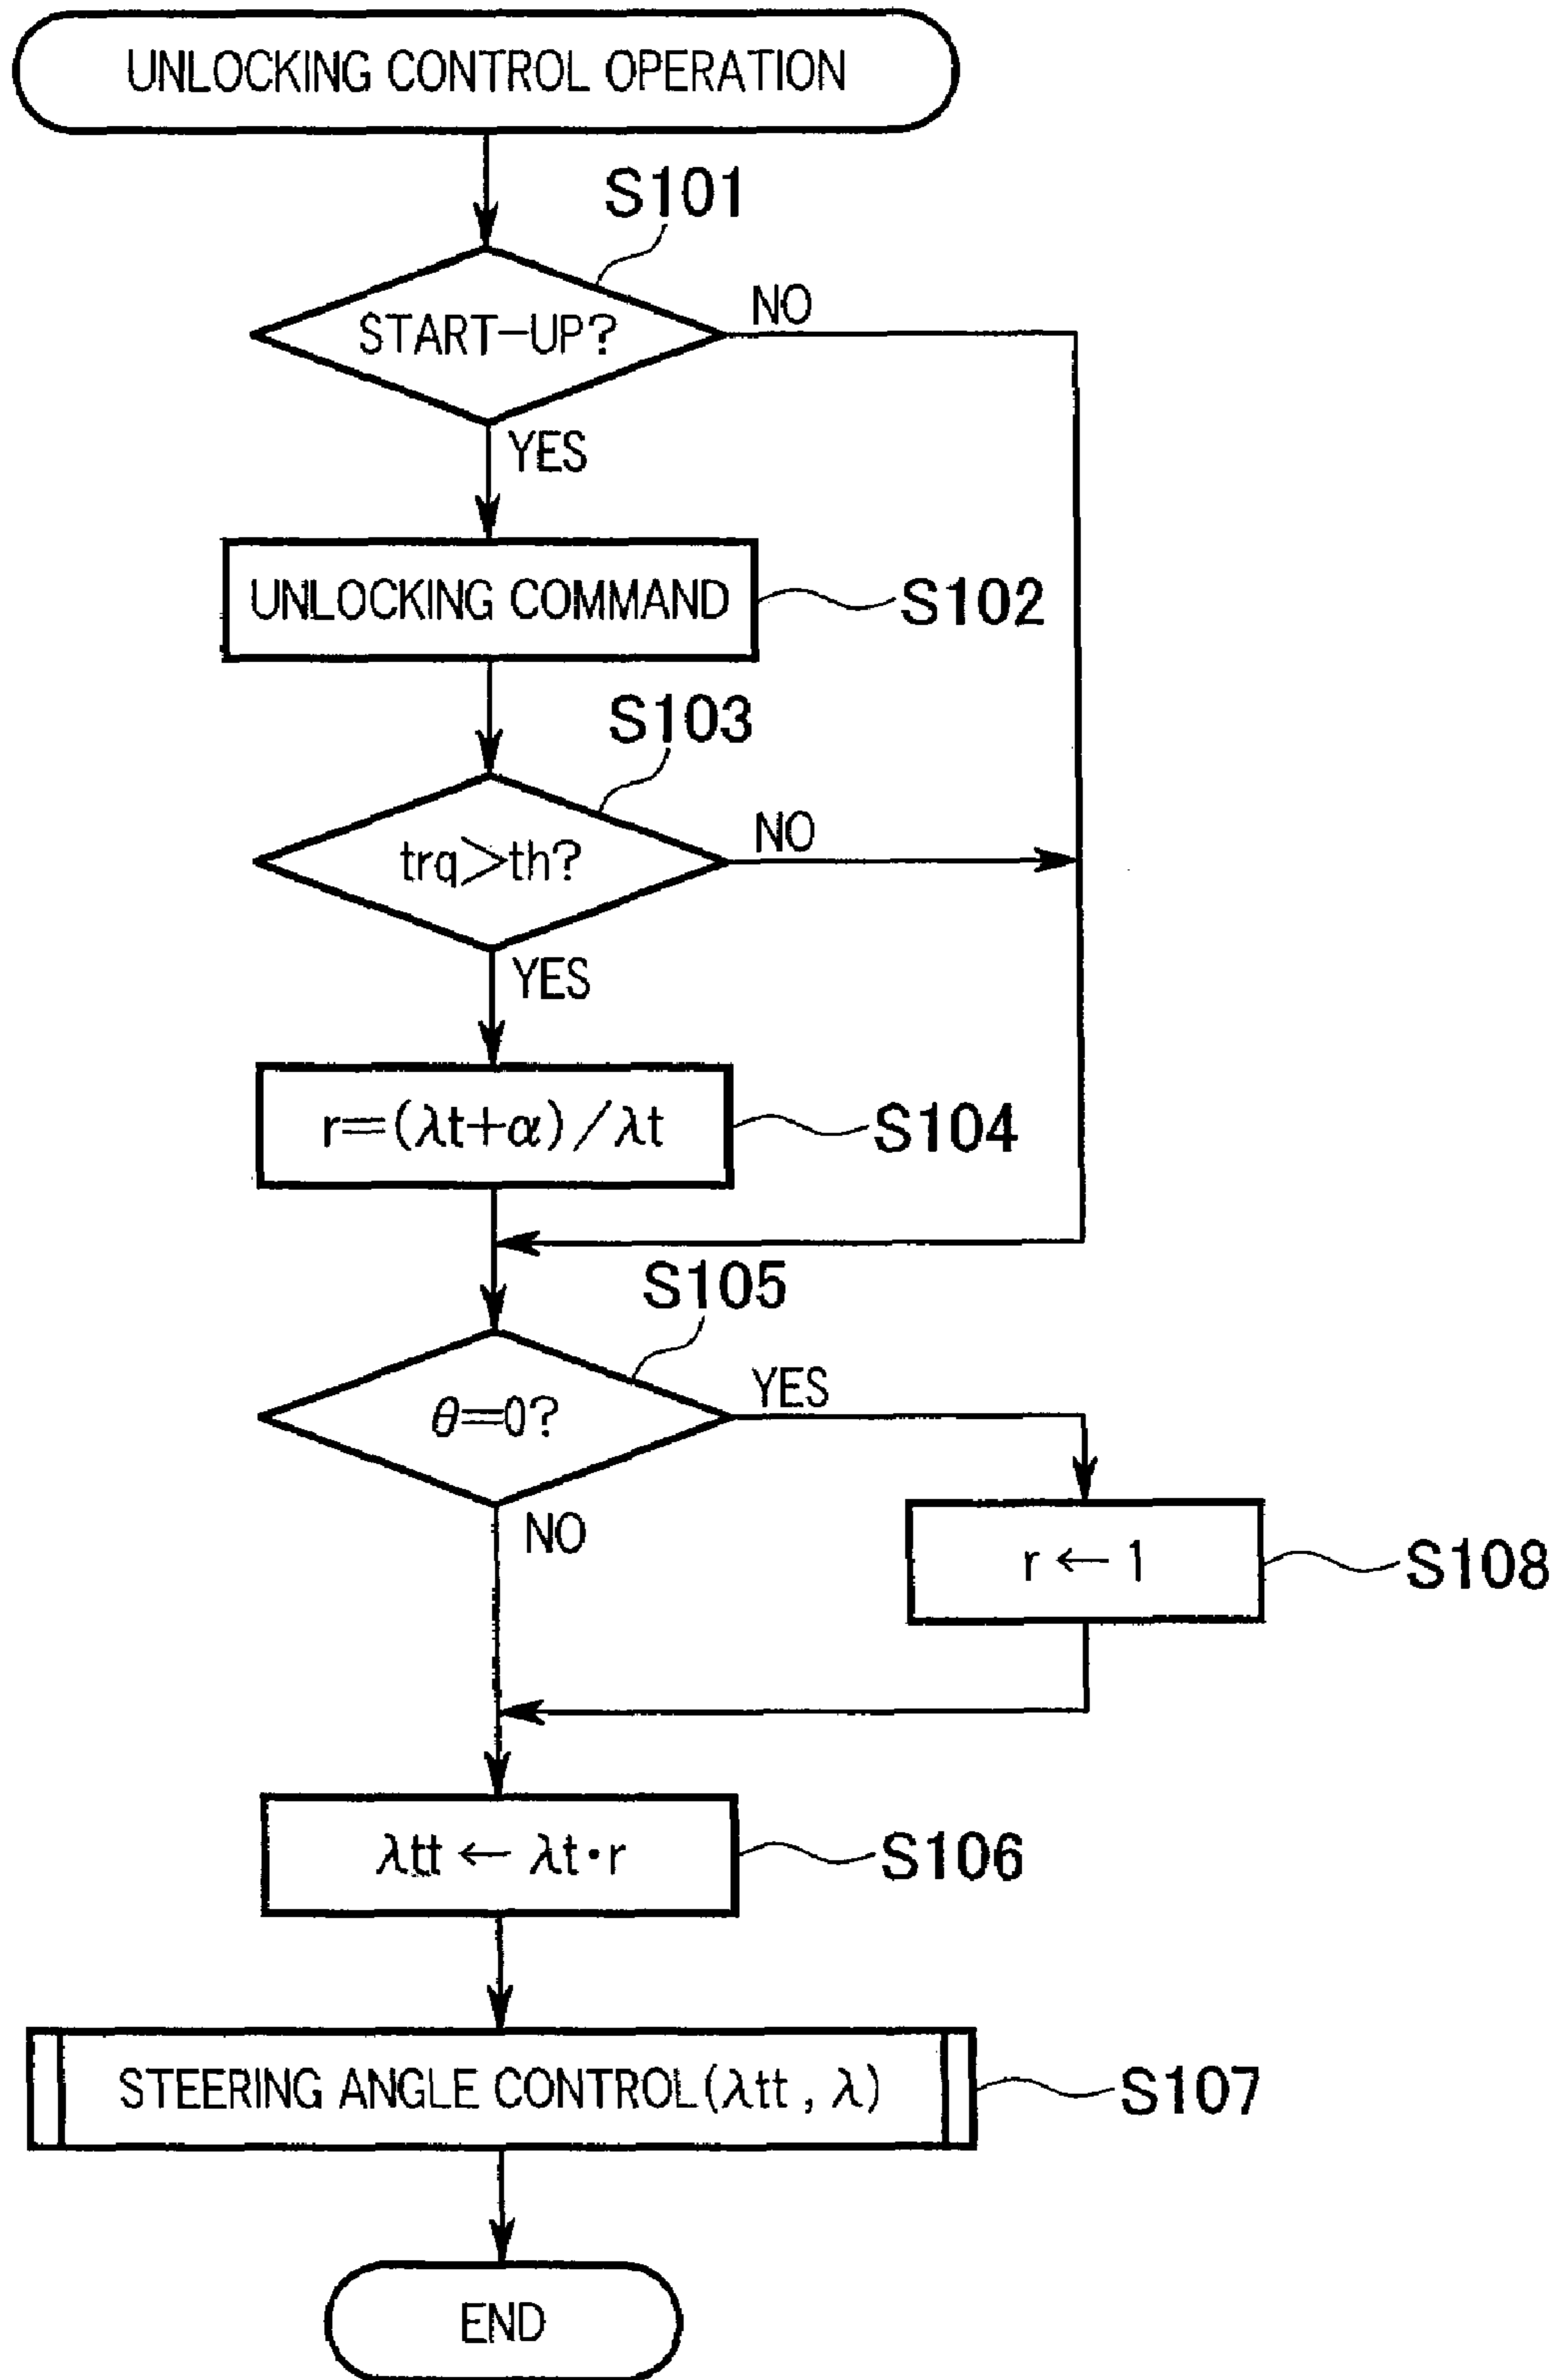 UNLOCKING CONTROL OPERATION
S101
START-UP?
NO
YES
UNLOCKING COMMAND
S102
S103
trq>th?
NO
YES
r=(λt+α)/λt
S104
S105
θ=0?
YES
NO
r ← 1
S108
λtt ← λt·r
S106
STEERING ANGLE CONTROL(λtt, λ)
S107
END